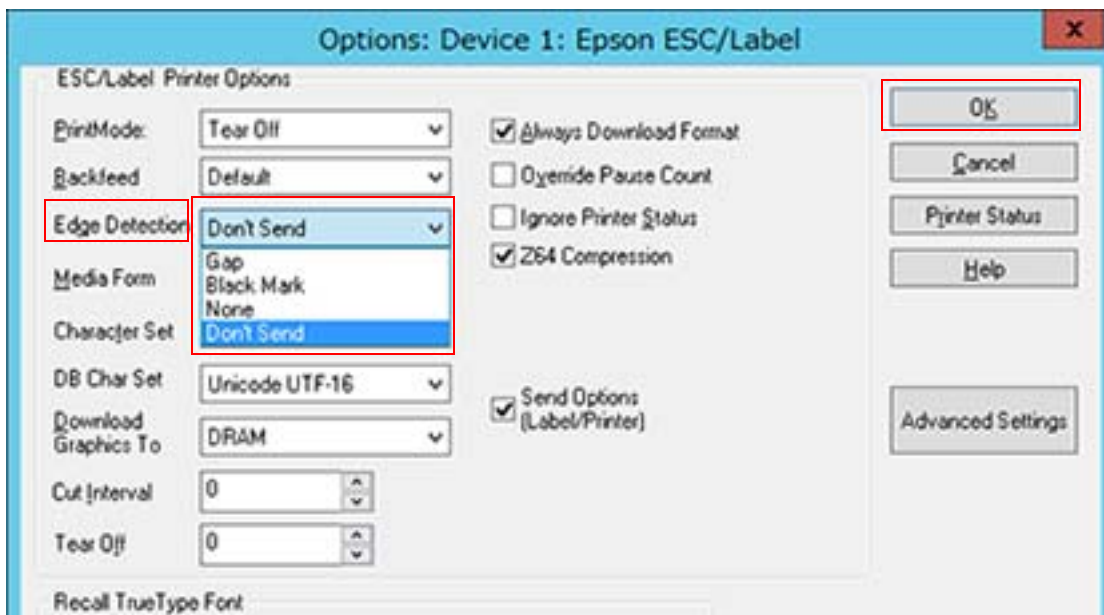 Options: Device 1: Epson ESC/Label
x
ESC/Label Printer Options
PrintMode:
Tear Off
Always Download Format
OK
Backfeed
Default
Override Pause Count
Cancel
Edge Detection
Don't Send
Ignore Printer Status
Printer Status
Gap
Black Mark
None
Don't Send
Z64 Compression
Help
Media Form
Character Set
DB Char Set
Unicode UTF-16
Send Options
(Label/Printer)
Advanced Settings
Download
Graphics To
DRAM
Cut Interval
0
Tear Off
0
Recall TrueType Font